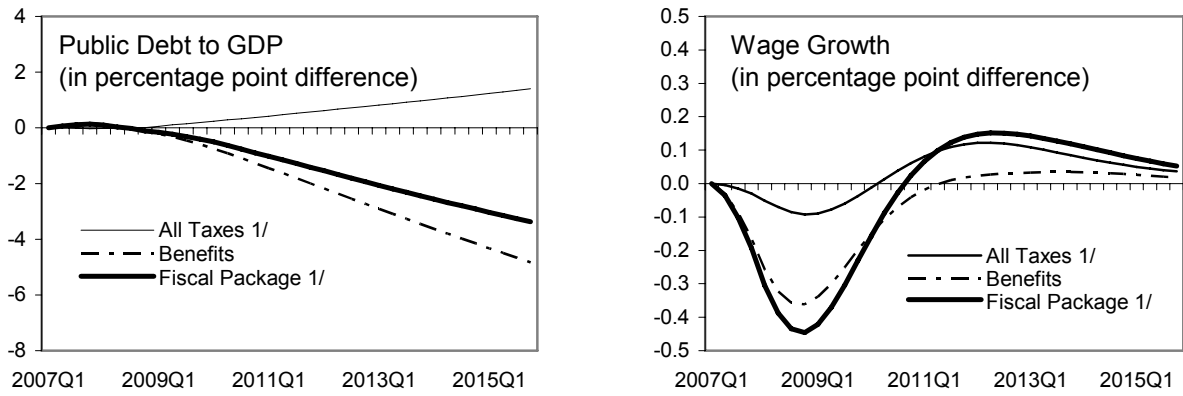 Public Debt to GDP
(in percentage point difference)
4
2
0
-2
-4
-6
-8
All Taxes 1/
Benefits
Fiscal Package 1/
2007Q1 2009Q1 2011Q1 2013Q1 2015Q1
Wage Growth
(in percentage point difference)
0.5
0.4
0.3
0.2
0.1
0.0
-0.1
-0.2
-0.3
-0.4
-0.5
All Taxes 1/
Benefits
Fiscal Package 1/
2007Q1 2009Q1 2011Q1 2013Q1 2015Q1